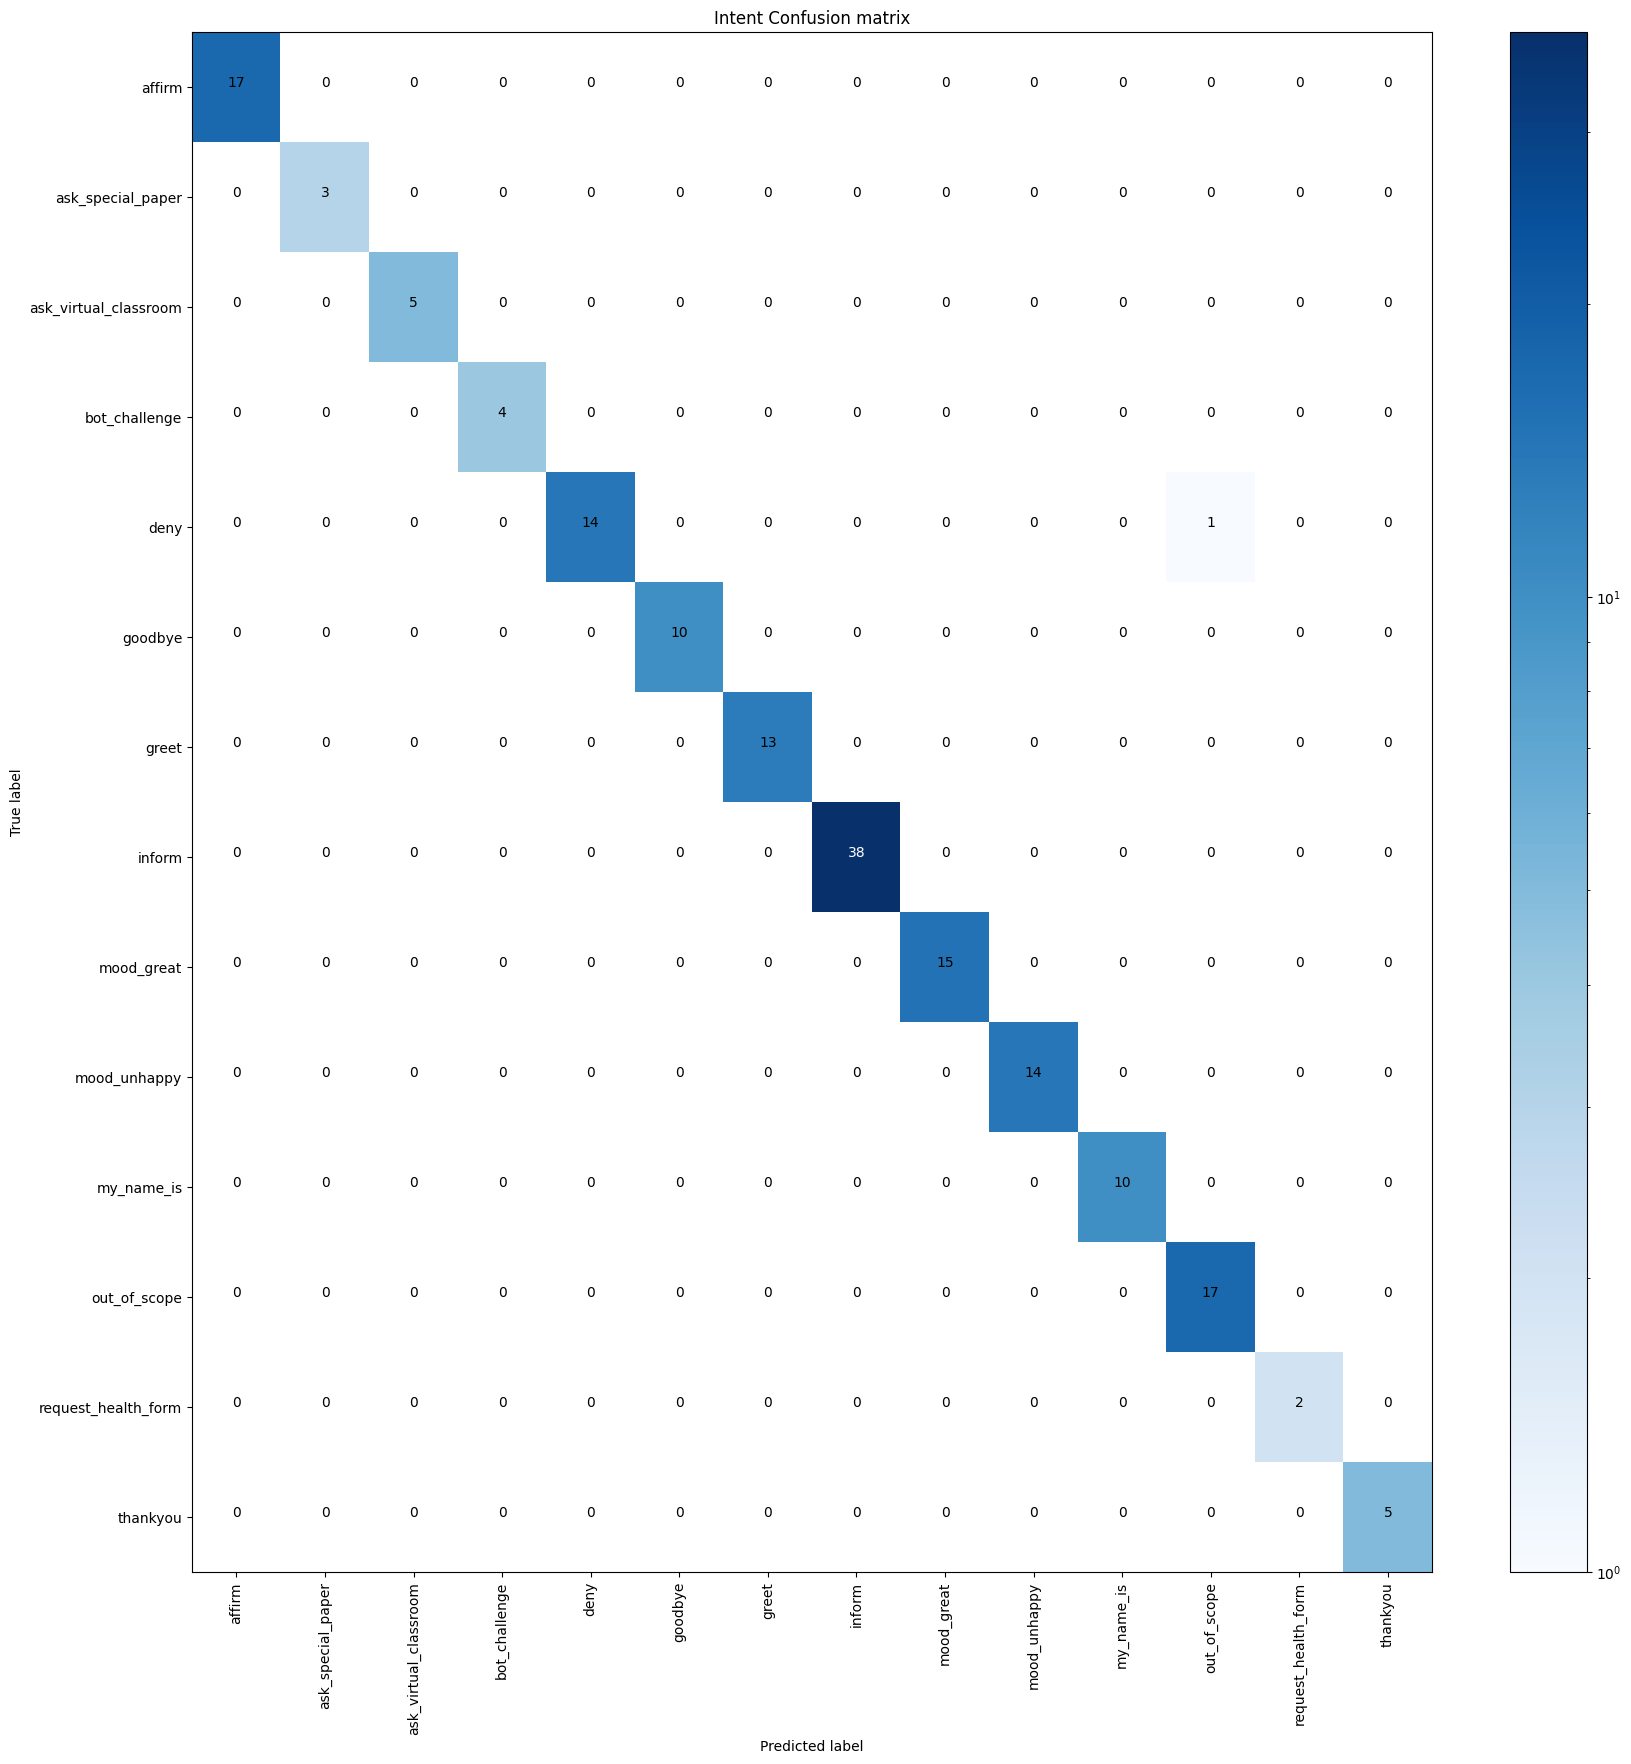 Intent Confusion matrix
affirm 17 0 0 0 0 0 0 0 0 0 0 0 0 0
ask_special_paper 0 3 0 0 0 0 0 0 0 0 0 0 0 0
ask_virtual_classroom 0 0 5 0 0 0 0 0 0 0 0 0 0 0
bot_challenge 0 0 0 4 0 0 0 0 0 0 0 0 0 0
deny 0 0 0 0 14 0 0 0 0 0 0 1 0 0
goodbye 0 0 0 0 0 10 0 0 0 0 0 0 0 0
greet 0 0 0 0 0 0 13 0 0 0 0 0 0 0
inform 0 0 0 0 0 0 0 38 0 0 0 0 0 0
mood_great 0 0 0 0 0 0 0 0 15 0 0 0 0 0
mood_unhappy 0 0 0 0 0 0 0 0 0 14 0 0 0 0
my_name_is 0 0 0 0 0 0 0 0 0 0 10 0 0 0
out_of_scope 0 0 0 0 0 0 0 0 0 0 0 17 0 0
request_health_form 0 0 0 0 0 0 0 0 0 0 0 0 2 0
thankyou 0 0 0 0 0 0 0 0 0 0 0 0 0 5
True label
affirm
ask_special_paper
ask_virtual_classroom
bot_challenge
deny
goodbye
greet
inform
mood_great
mood_unhappy
my_name_is
out_of_scope
request_health_form
thankyou
Predicted label
10¹
10⁰